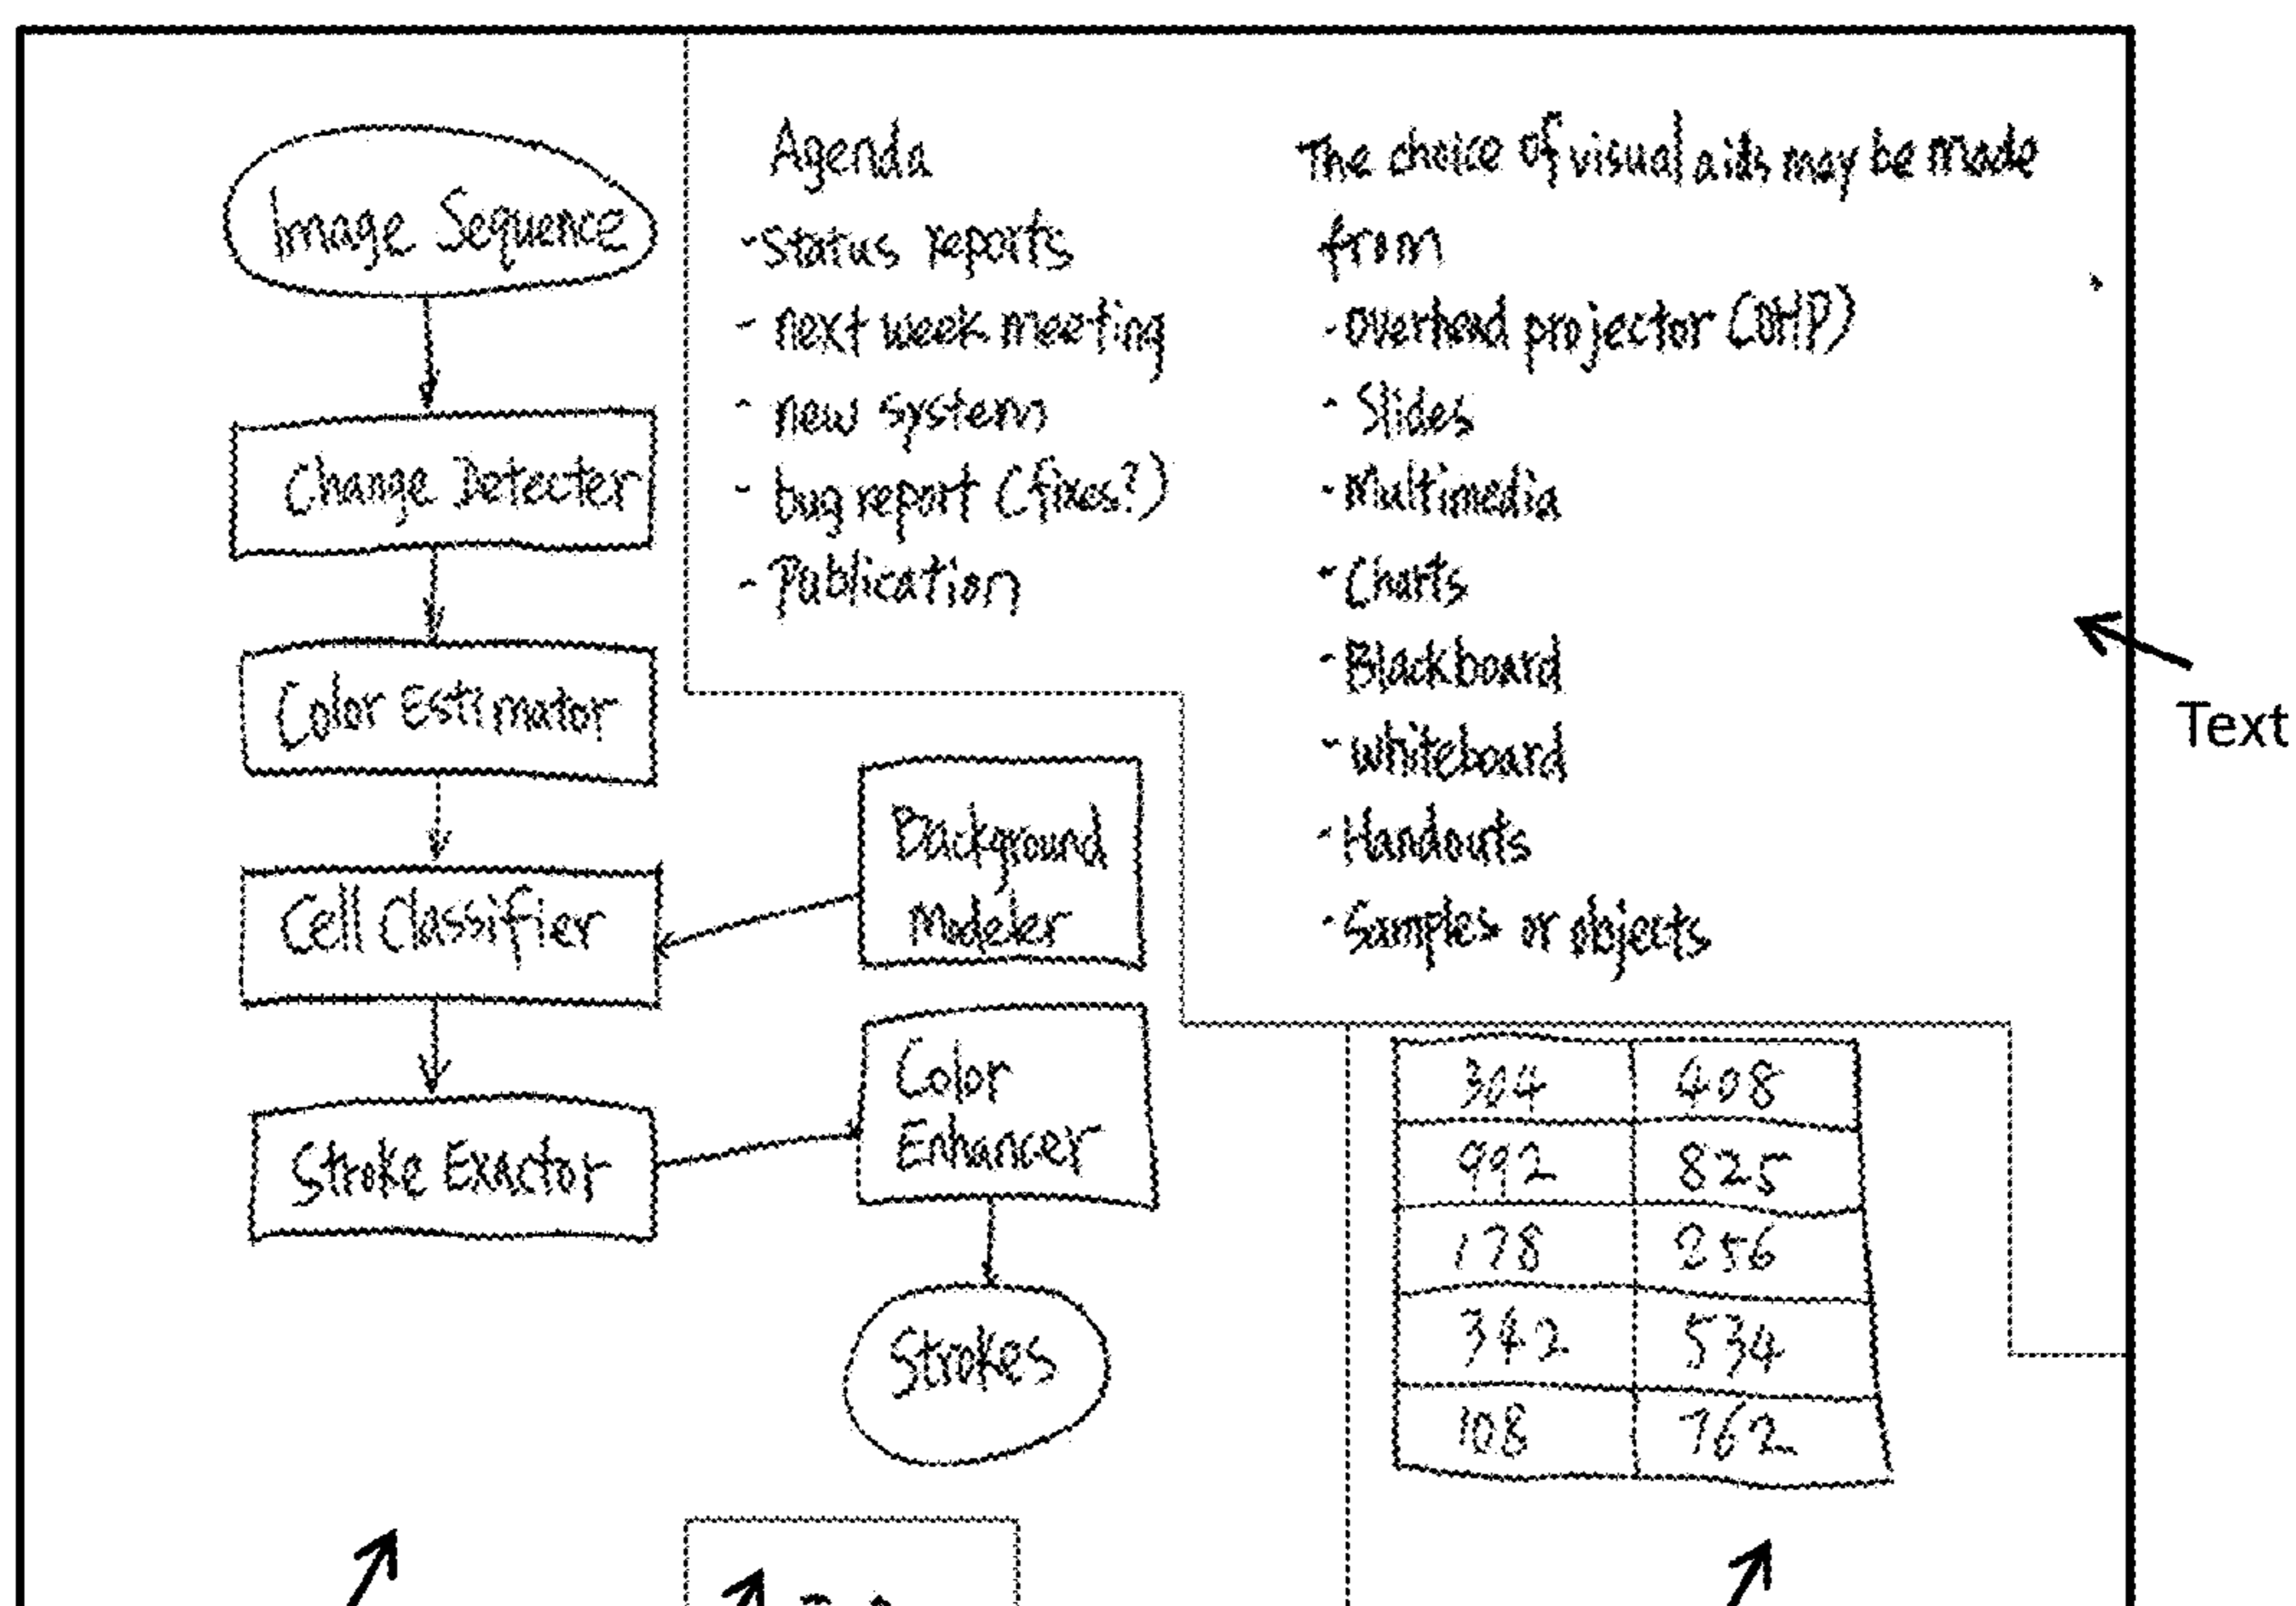 Image Sequence
Change Detecter
Color Estimator
Cell Classifier
Background
Modeler
Stroke Exactor
Color
Enhancer
Strokes
Agenda
-Status reports
- next week meeting
- new system
- bug report (fixes?)
- Publication
The choice of visual aids may be made
from
-overhead projector (OHP)
- Slides
-Multimedia
-Charts
-Blackboard
-whiteboard
-Handouts
-Samples or objects
Text
304 408
992 825
178 256
342 534
108 762